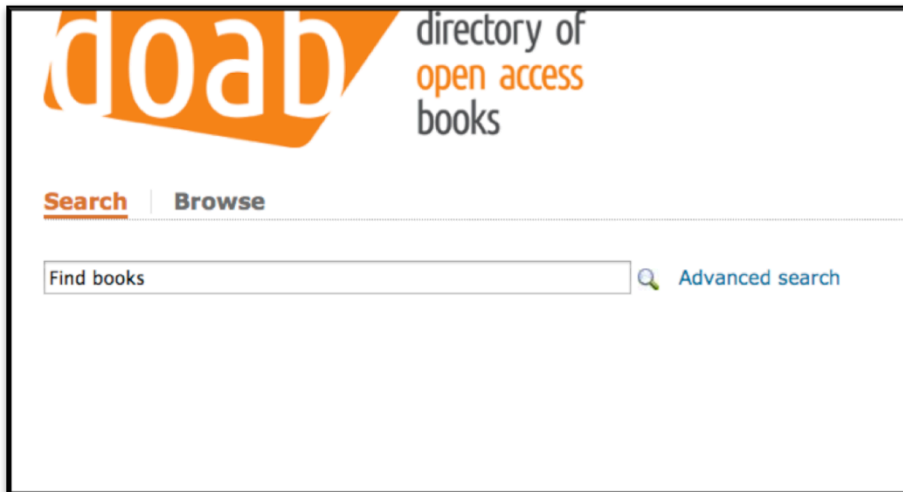 doab
directory of
open access
books
Search Browse
Find books Advanced search